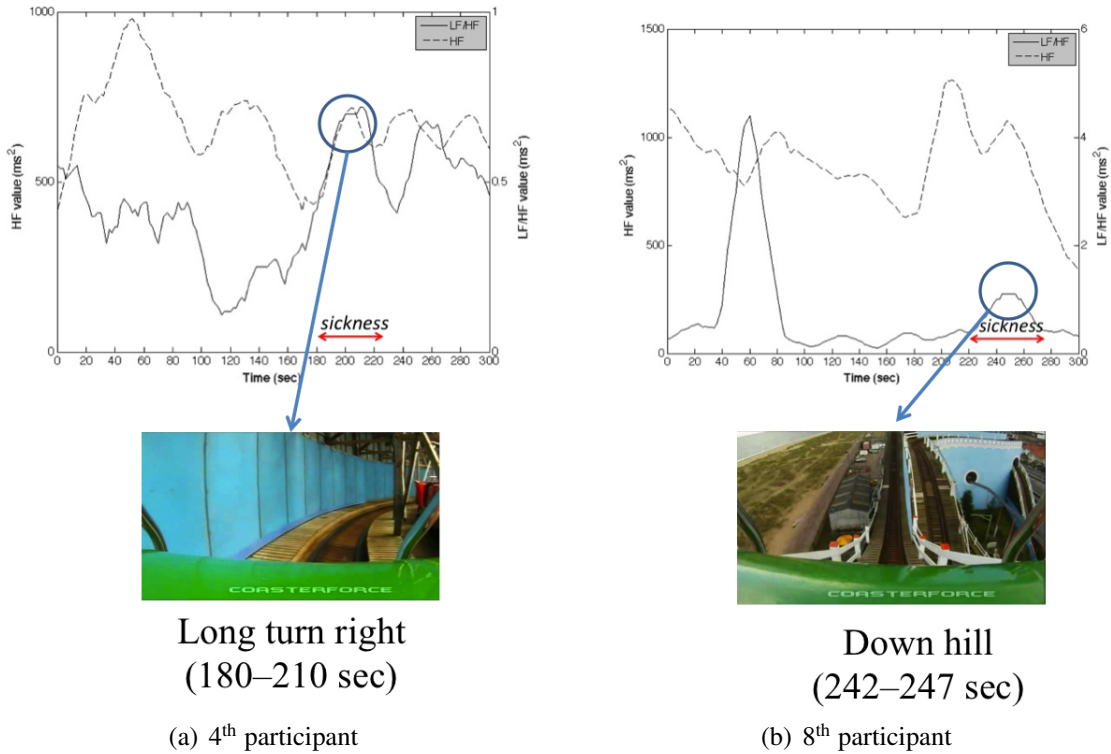 1000
500
0
HF value (ms²)
0 20 40 60 80 100 120 140 160 180 200 220 240 260 280 300
Time (sec)
1
0.5
0
LF/HF value (ms²)
LF/HF
HF
sickness
COASTERFORCE
Long turn right
(180–210 sec)
(a) 4th participant
1500
1000
500
0
HF value (ms²)
0 20 40 60 80 100 120 140 160 180 200 220 240 260 280 300
Time (sec)
6
4
2
0
LF/HF value (ms²)
LF/HF
HF
sickness
COASTERFORCE
Down hill
(242–247 sec)
(b) 8th participant